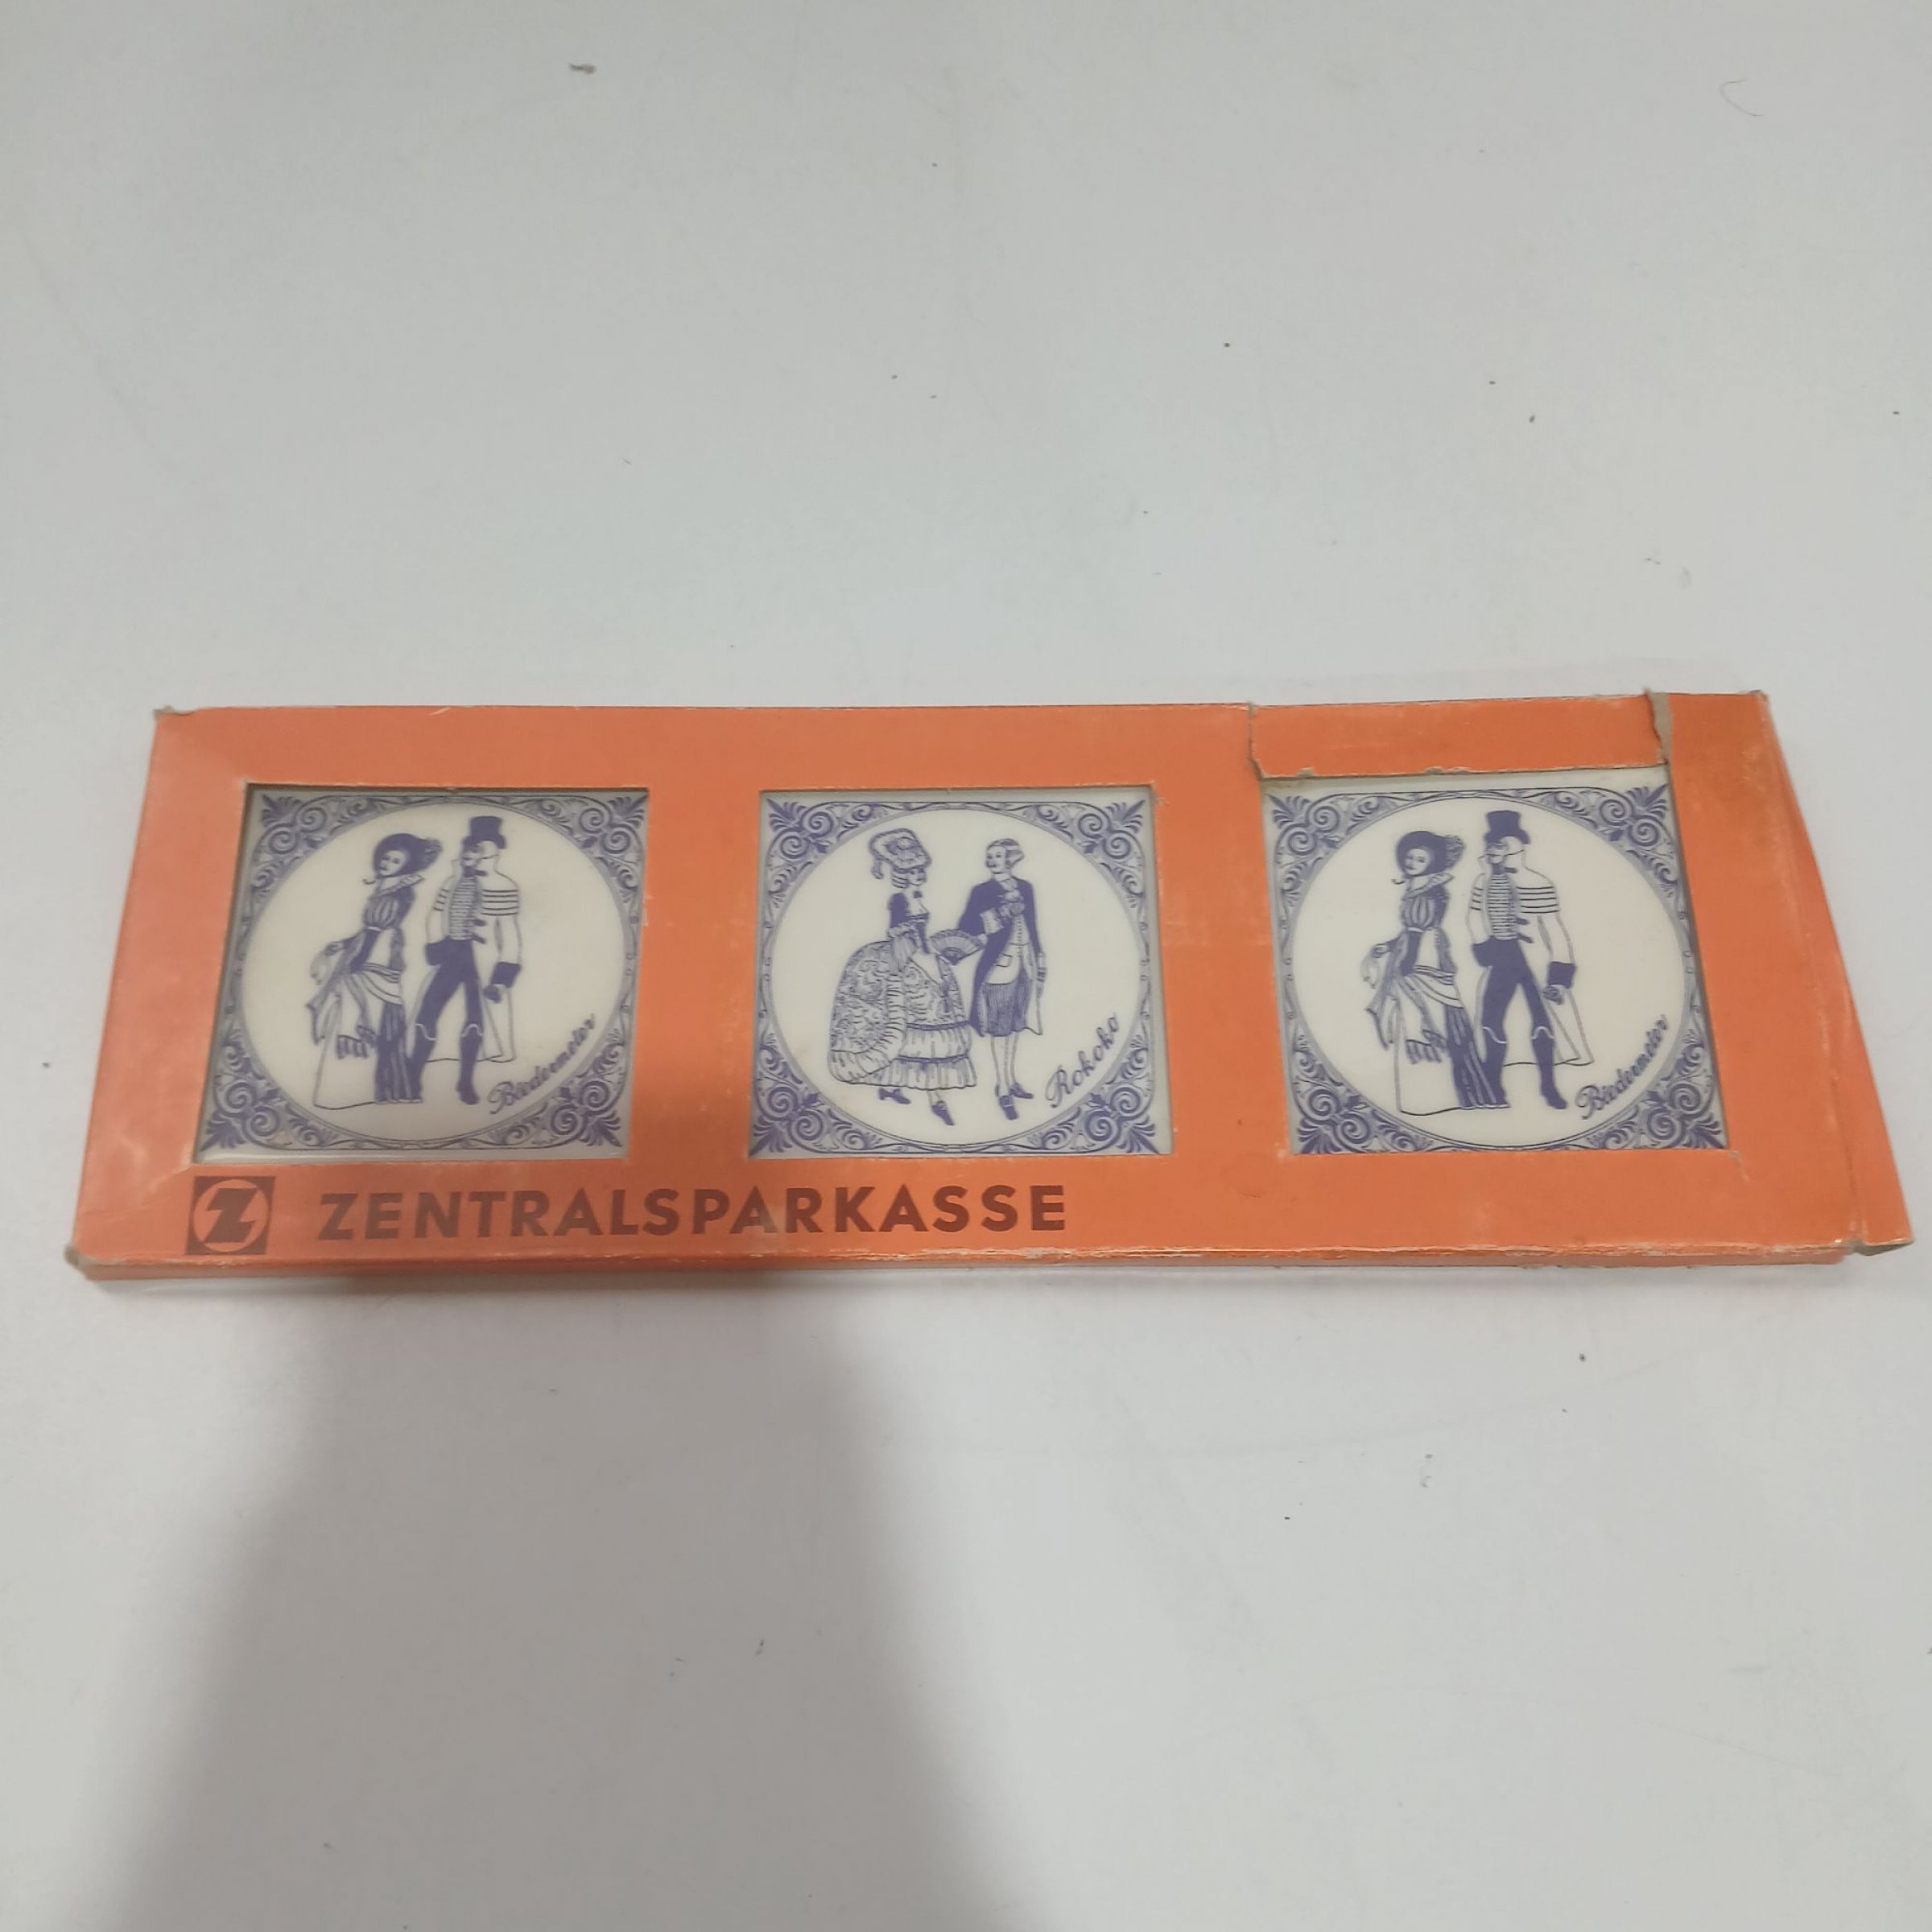 Biedermeier
Rokoko
Biedermeier
Z ZENTRALSPARKASSE